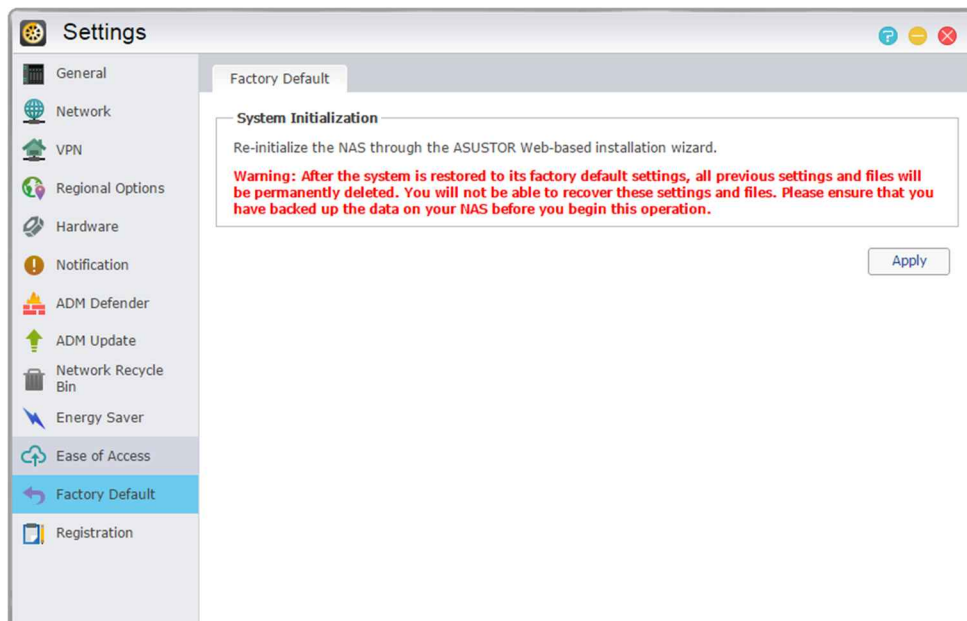 Settings
General
Network
VPN
Regional Options
Hardware
Notification
ADM Defender
ADM Update
Network Recycle
Bin
Energy Saver
Ease of Access
Factory Default
Registration
Factory Default
System Initialization
Re-initialize the NAS through the ASUSTOR Web-based installation wizard.
Warning: After the system is restored to its factory default settings, all previous settings and files will
be permanently deleted. You will not be able to recover these settings and files. Please ensure that you
have backed up the data on your NAS before you begin this operation.
Apply